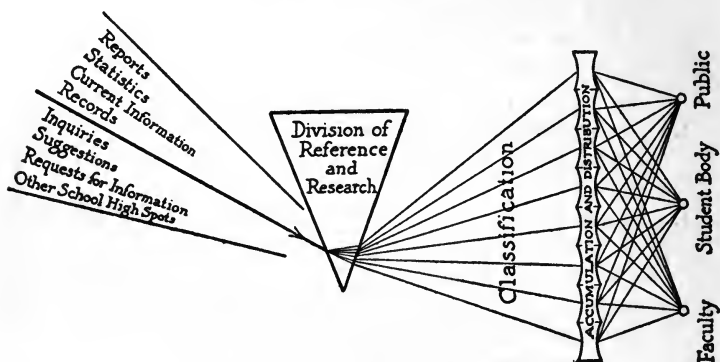 Reports
Statistics
Current Information
Records
Inquiries
Suggestions
Requests for Information
Other School High Spots
Division of
Reference
and
Research
Classification
ACCUMULATION AND DISTRIBUTION
Public
Student Body
Faculty